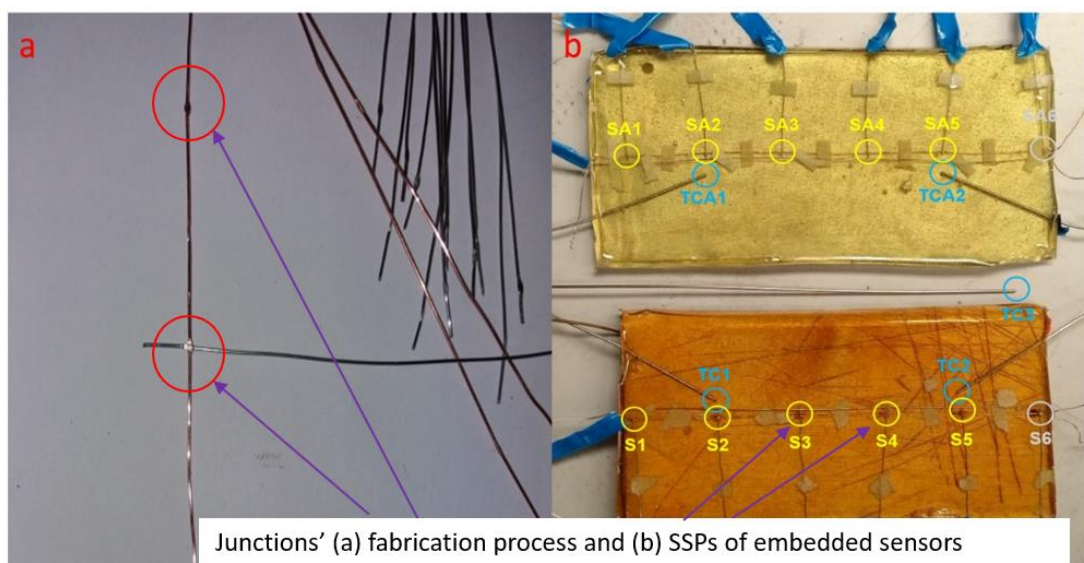 a
b
SA1 SA2 SA3 SA4 SA5 SA6
TCA1 TCA2
TC3
TC1 TC2
S1 S2 S3 S4 S5 S6
Junctions’ (a) fabrication process and (b) SSPs of embedded sensors